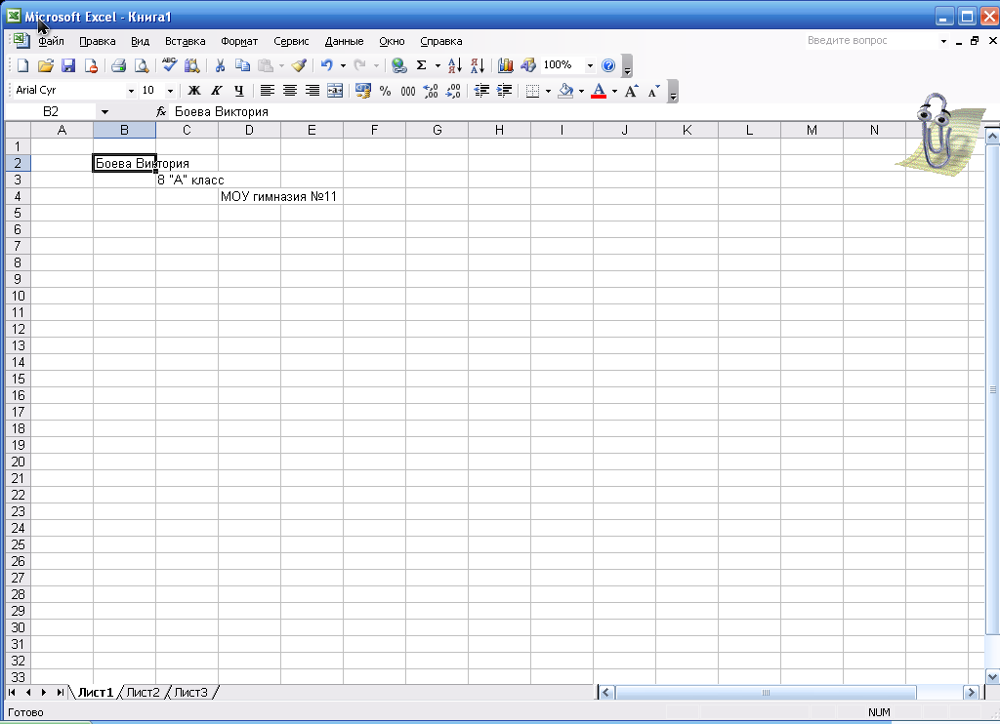 Microsoft Excel - Книга1
Файл Правка Вид Вставка Формат Сервис Данные Окно Справка Введите вопрос
ABC Σ А Я Я А 100%
Arial Cyr 10 Ж К Ч % 000 A A A
B2 fx Боева Виктория
A B C D E F G H I J K L M N
1
2 Боева Виктория
3 8 "А" класс
4 МОУ гимназия №11
5
6
7
8
9
10
11
12
13
14
15
16
17
18
19
20
21
22
23
24
25
26
27
28
29
30
31
32
33
Лист1 Лист2 Лист3
Готово NUM